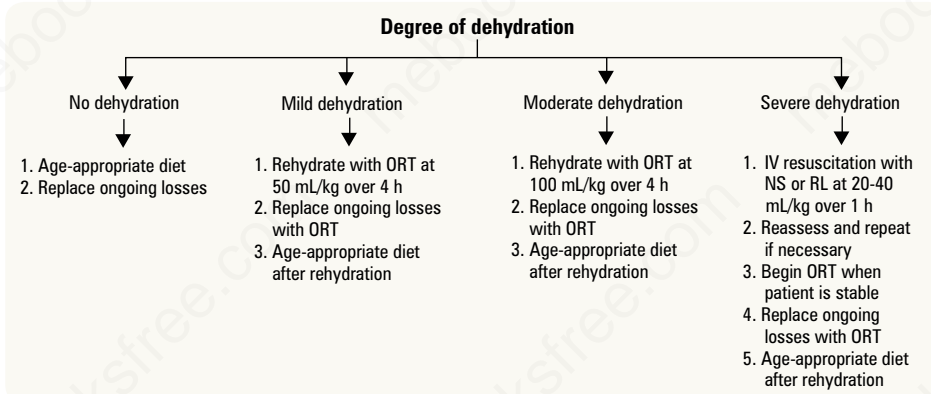 Degree of dehydration
No dehydration
1. Age-appropriate diet
2. Replace ongoing losses
Mild dehydration
1. Rehydrate with ORT at
50 mL/kg over 4 h
2. Replace ongoing losses
with ORT
3. Age-appropriate diet
after rehydration
Moderate dehydration
1. Rehydrate with ORT at
100 mL/kg over 4 h
2. Replace ongoing losses
with ORT
3. Age-appropriate diet
after rehydration
Severe dehydration
1. IV resuscitation with
NS or RL at 20-40
mL/kg over 1 h
2. Reassess and repeat
if necessary
3. Begin ORT when
patient is stable
4. Replace ongoing
losses with ORT
5. Age-appropriate diet
after rehydration